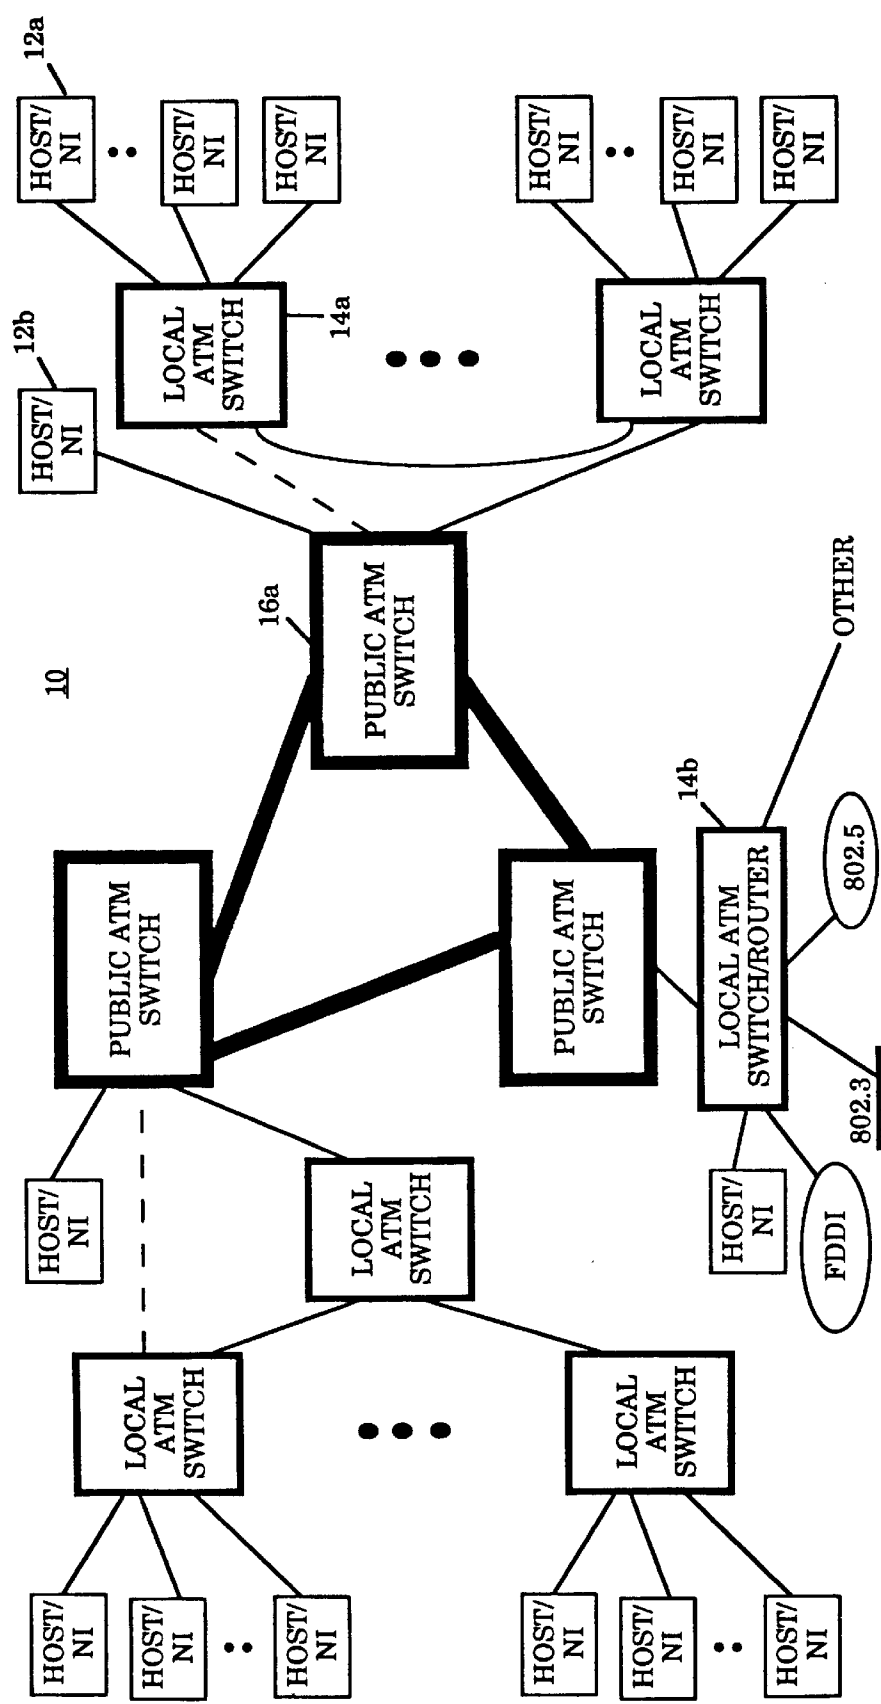 10
HOST/
NI
HOST/
NI
12b
HOST/
NI
12a
HOST/
NI
LOCAL
ATM
SWITCH
PUBLIC ATM
SWITCH
LOCAL
ATM
SWITCH
14a
HOST/
NI
HOST/
NI
HOST/
NI
HOST/
NI
16a
LOCAL
ATM
SWITCH
PUBLIC ATM
SWITCH
HOST/
NI
LOCAL
ATM
SWITCH
PUBLIC ATM
SWITCH
LOCAL
ATM
SWITCH
HOST/
NI
HOST/
NI
HOST/
NI
HOST/
NI
HOST/
NI
HOST/
NI
LOCAL ATM
SWITCH/ROUTER
14b
FDDI
802.3
802.5
OTHER